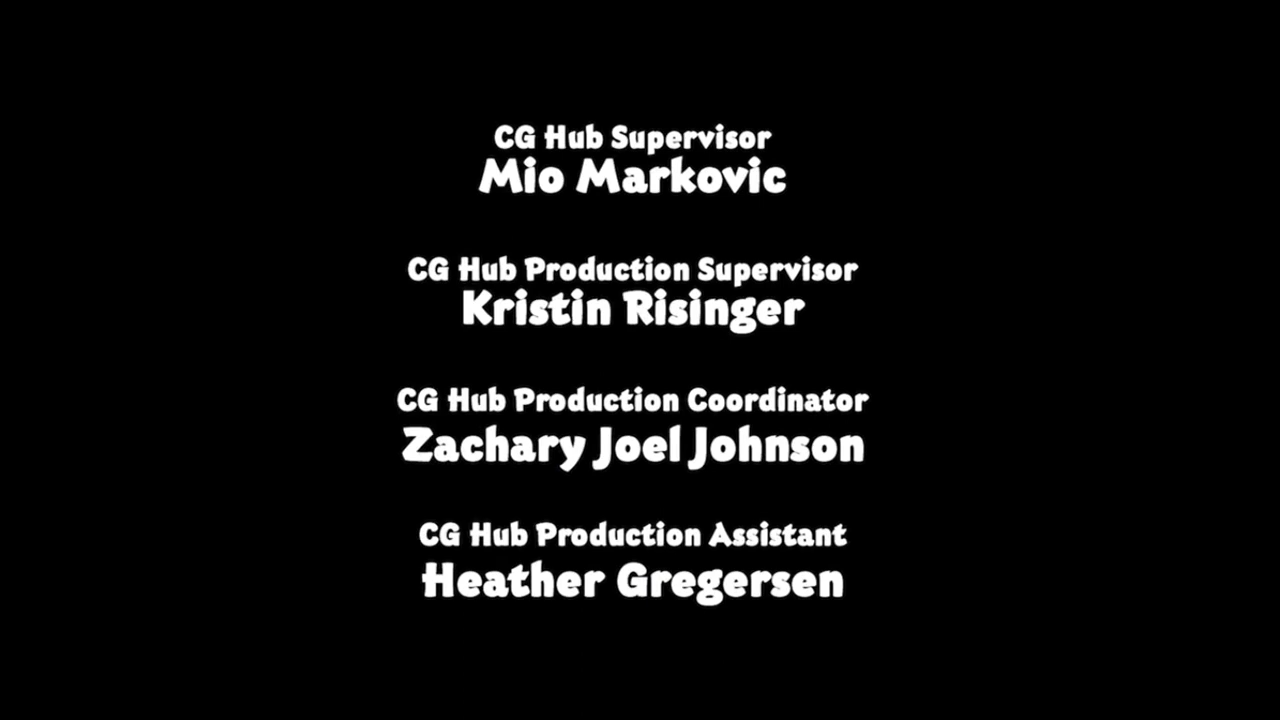 CG Hub Supervisor
Mio Markovic
CG Hub Production Supervisor
Kristin Risinger
CG Hub Production Coordinator
Zachary Joel Johnson
CG Hub Production Assistant
Heather Gregersen